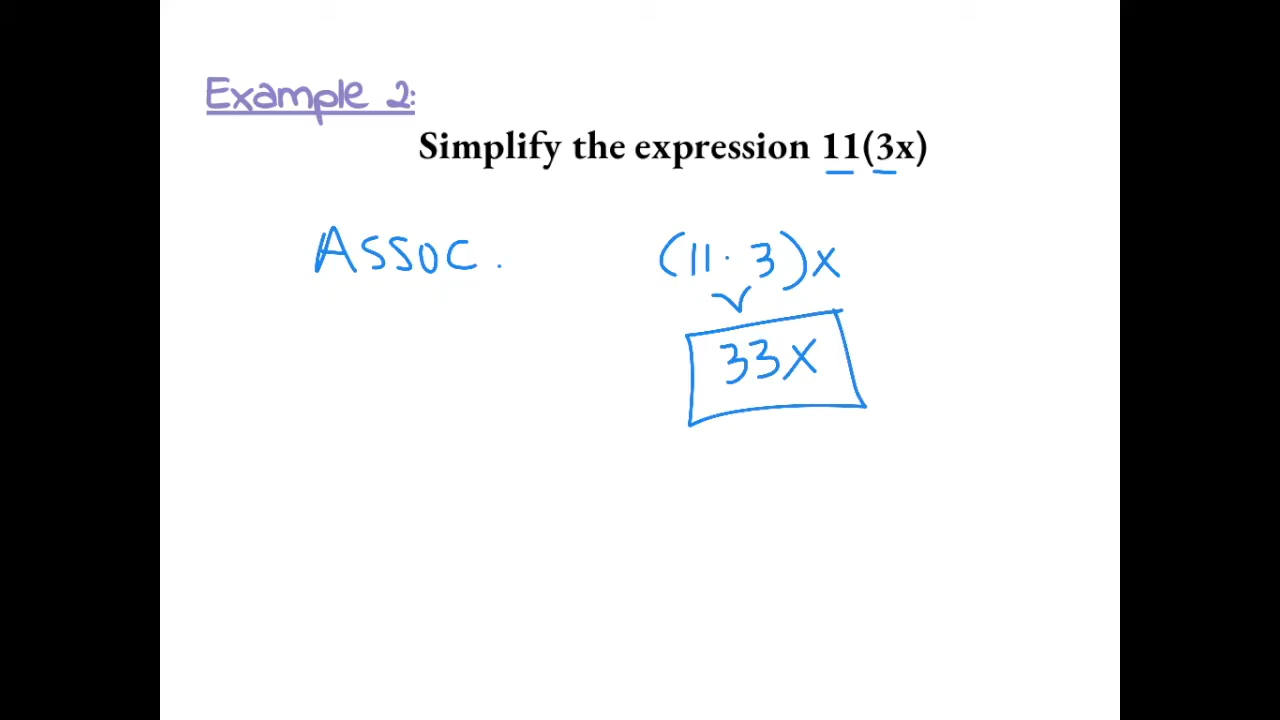 Example 2:
Simplify the expression 11(3x)
Assoc. (11·3)x
33x